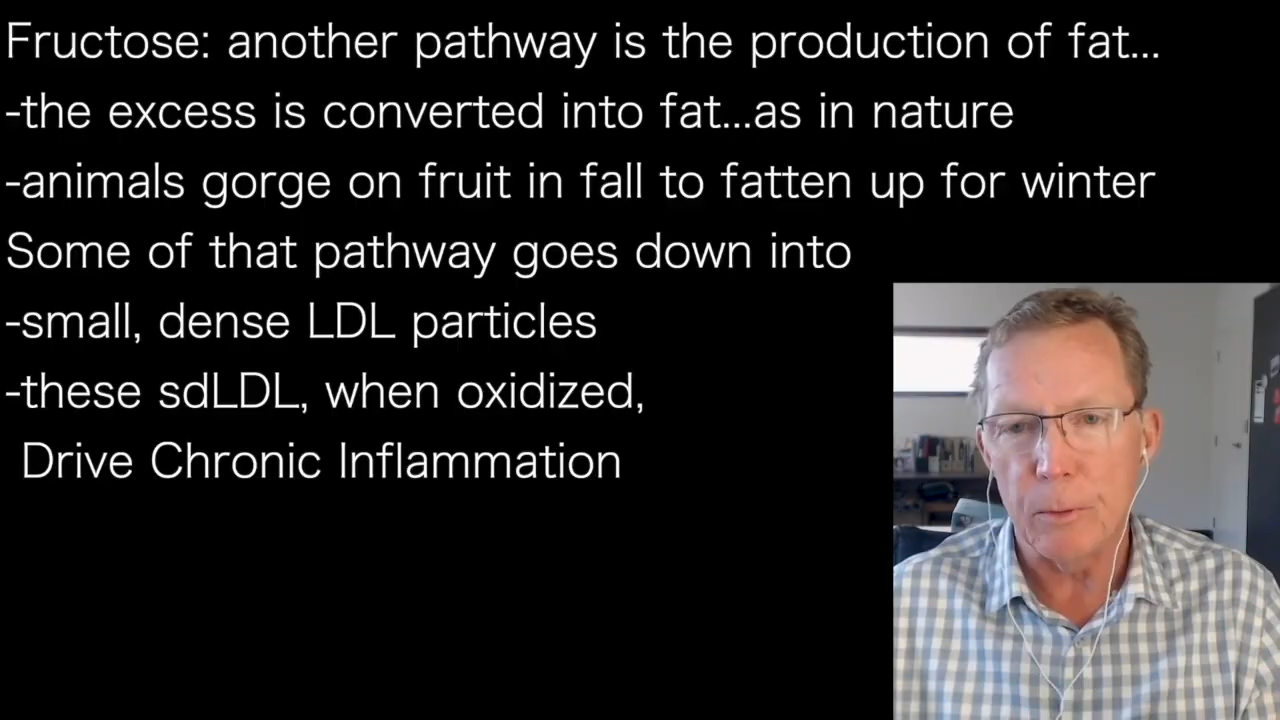 Fructose: another pathway is the production of fat...
-the excess is converted into fat...as in nature
-animals gorge on fruit in fall to fatten up for winter
Some of that pathway goes down into
-small, dense LDL particles
-these sdLDL, when oxidized,
Drive Chronic Inflammation